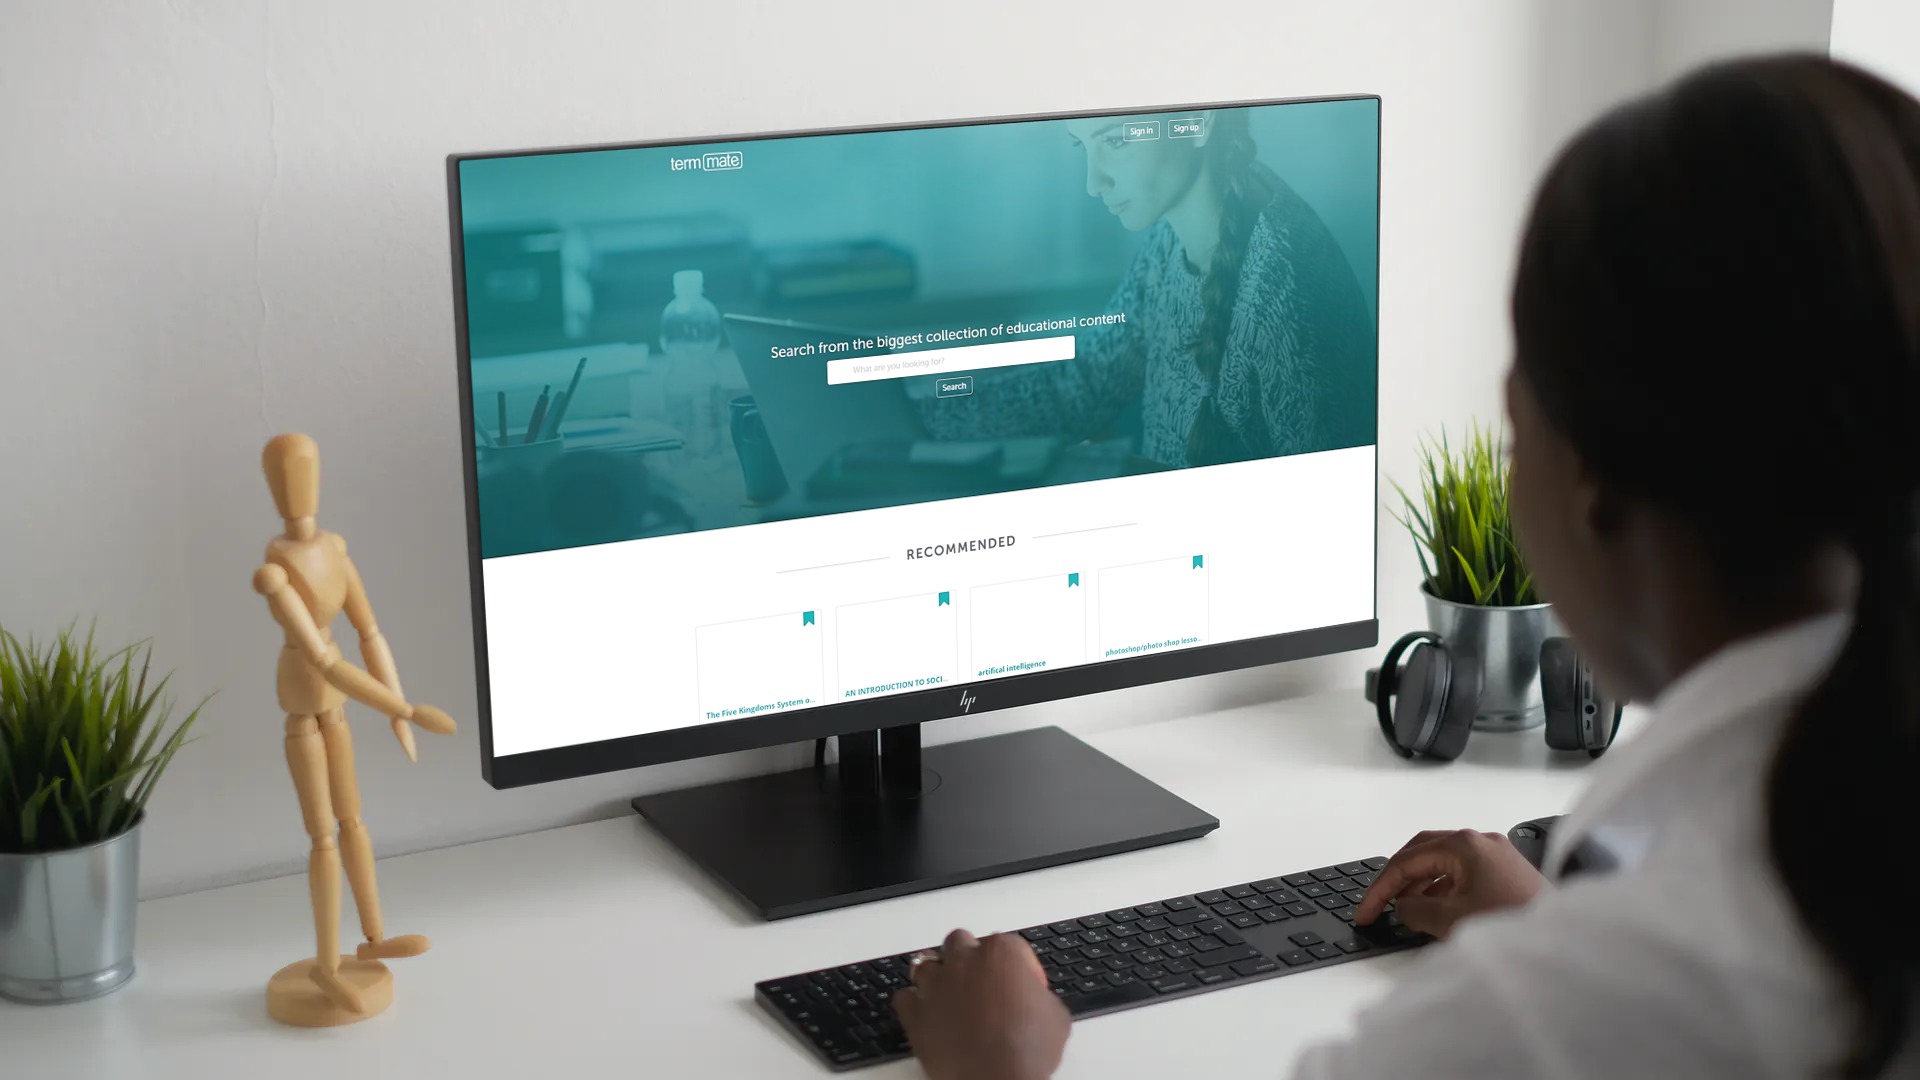 Sign in
Sign up
term mate
Search from the biggest collection of educational content
What are you looking for?
Search
RECOMMENDED
The Five Kingdoms System o...
AN INTRODUCTION TO SOCI...
artifical intelligence
photoshop/photo shop lesso...
hp